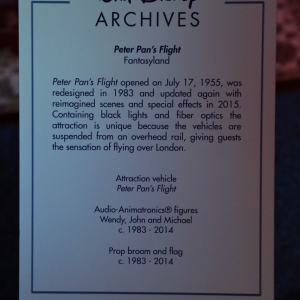 Walt Disney
ARCHIVES
Peter Pan's Flight
Fantasyland
Peter Pan's Flight opened on July 17, 1955, was
redesigned in 1983 and updated again with
reimagined scenes and special effects in 2015.
Containing black lights and fiber optics the
attraction is unique because the vehicles are
suspended from an overhead rail, giving guests
the sensation of flying over London.
Attraction vehicle
Peter Pan's Flight
Audio-Animatronics® figures
Wendy, John and Michael
c. 1983 - 2014
Prop broam and flag
c. 1983 - 2014